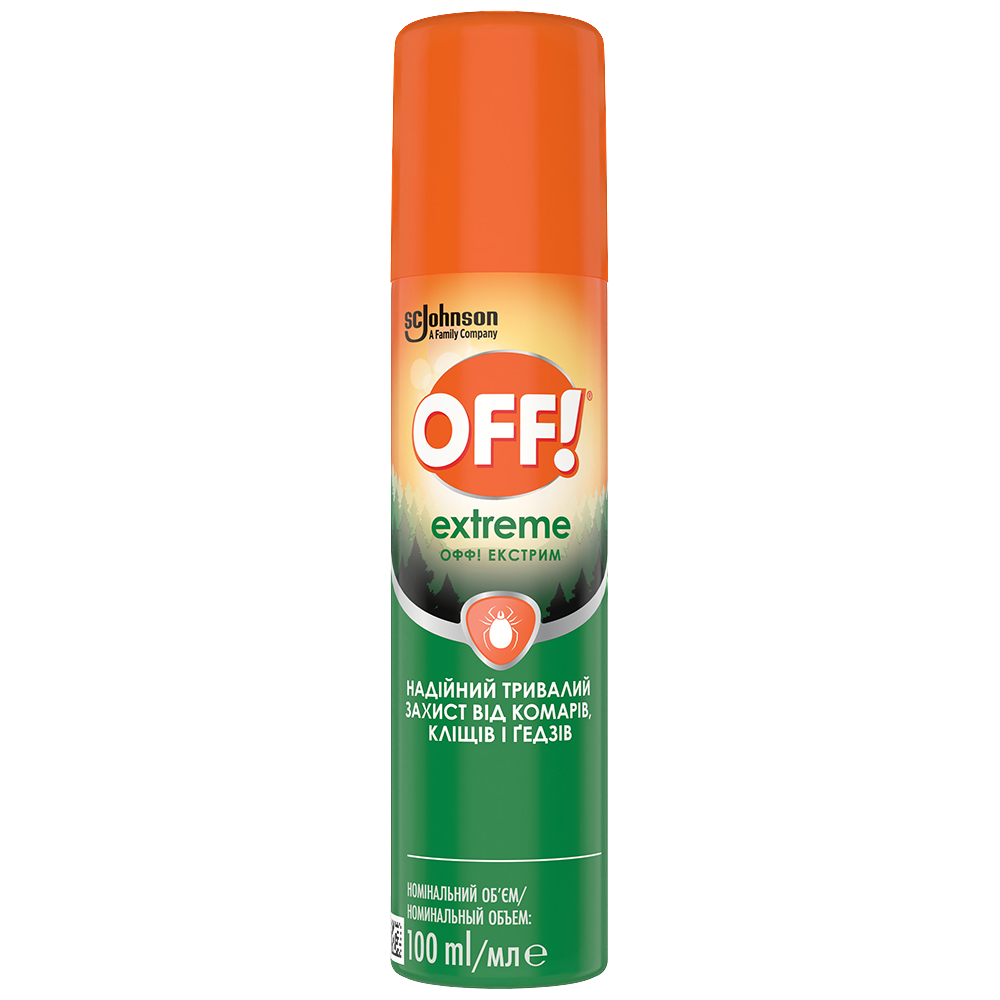 scJohnson
A Family Company
OFF!®
extreme
ОФФ! ЕКСТРИМ
НАДІЙНИЙ ТРИВАЛИЙ
ЗАХИСТ ВІД КОМАРІВ,
КЛІЩІВ І ҐЕДЗІВ
НОМІНАЛЬНИЙ ОБ'ЄМ/
НОМИНАЛЬНЫЙ ОБЪЕМ:
100 ml/мл℮